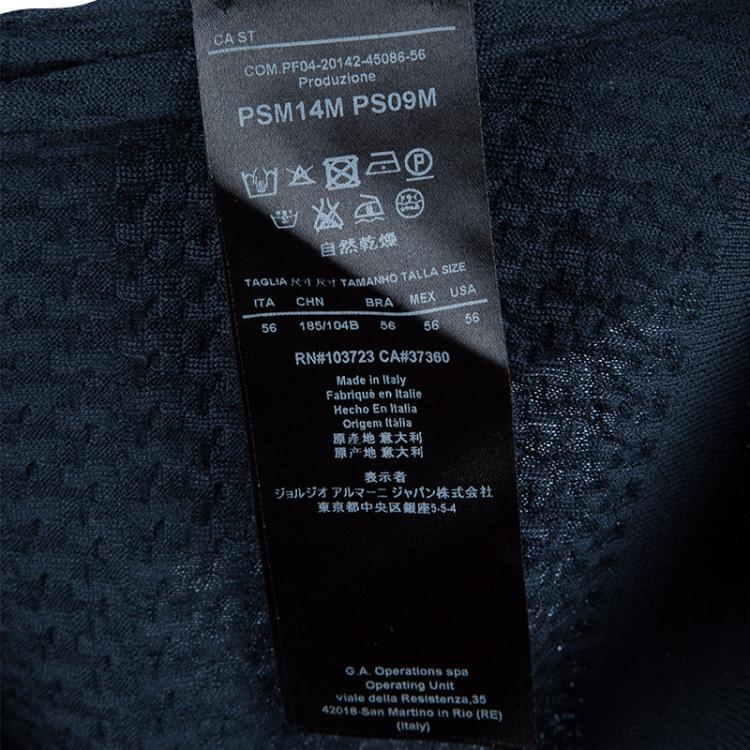 CA ST
COM.PF04-20142-45086-56
Produzione
PSM14M PS09M
自然乾燥
TAGLIA 尺寸 尺寸 TAMANHO TALLA SIZE
ITA CHN BRA MEX USA
56 185/104B 56 56 56
RN#103723 CA#37360
Made in Italy
Fabriqué en Italie
Hecho En Italia
Origem Itália
原產地 意大利
原产地 意大利
表示者
ジョルジオ アルマーニ ジャパン株式会社
東京都中央区銀座5-5-4
G.A. Operations spa
Operating Unit
viale della Resistenza,35
42018-San Martino in Rio (RE)
(Italy)